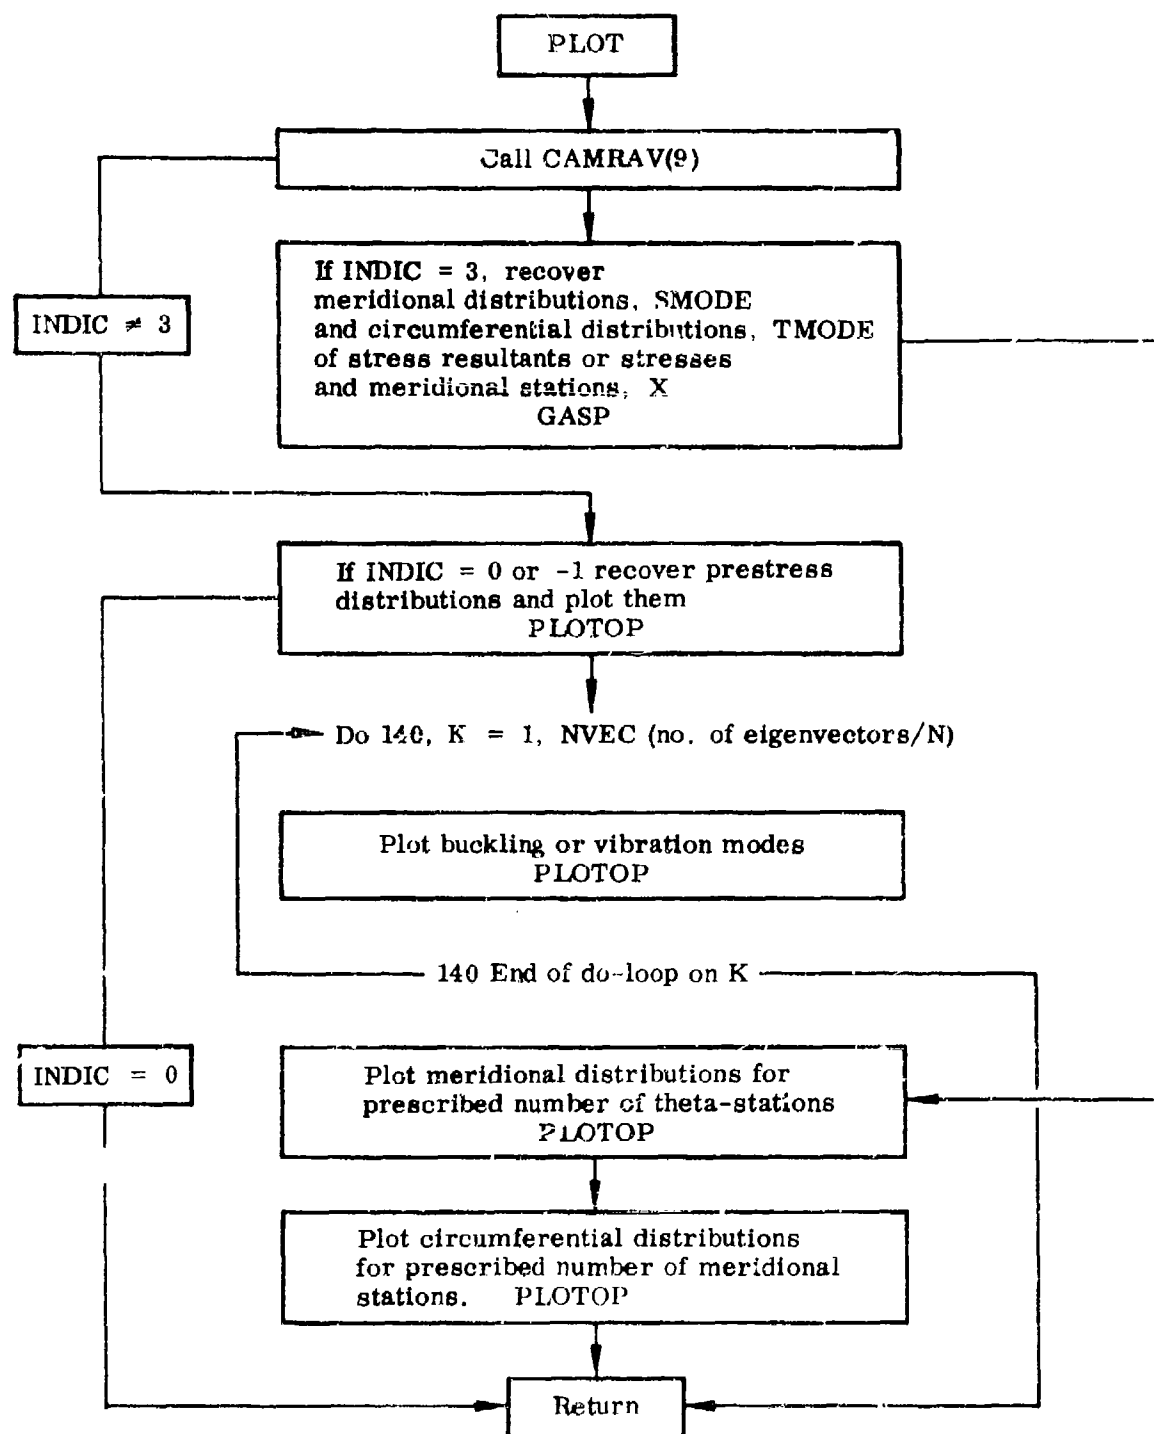 PLOT
Call CAMRAV(9)
If INDIC = 3, recover
meridional distributions, SMODE
and circumferential distributions, TMODE
of stress resultants or stresses
and meridional stations, X
GASP
INDIC ≠ 3
If INDIC = 0 or -1 recover prestress
distributions and plot them
PLOTOP
Do 140, K = 1, NVEC (no. of eigenvectors/N)
Plot buckling or vibration modes
PLOTOP
140 End of do-loop on K
INDIC = 0
Plot meridional distributions for
prescribed number of theta-stations
PLOTOP
Plot circumferential distributions
for prescribed number of meridional
stations. PLOTOP
Return